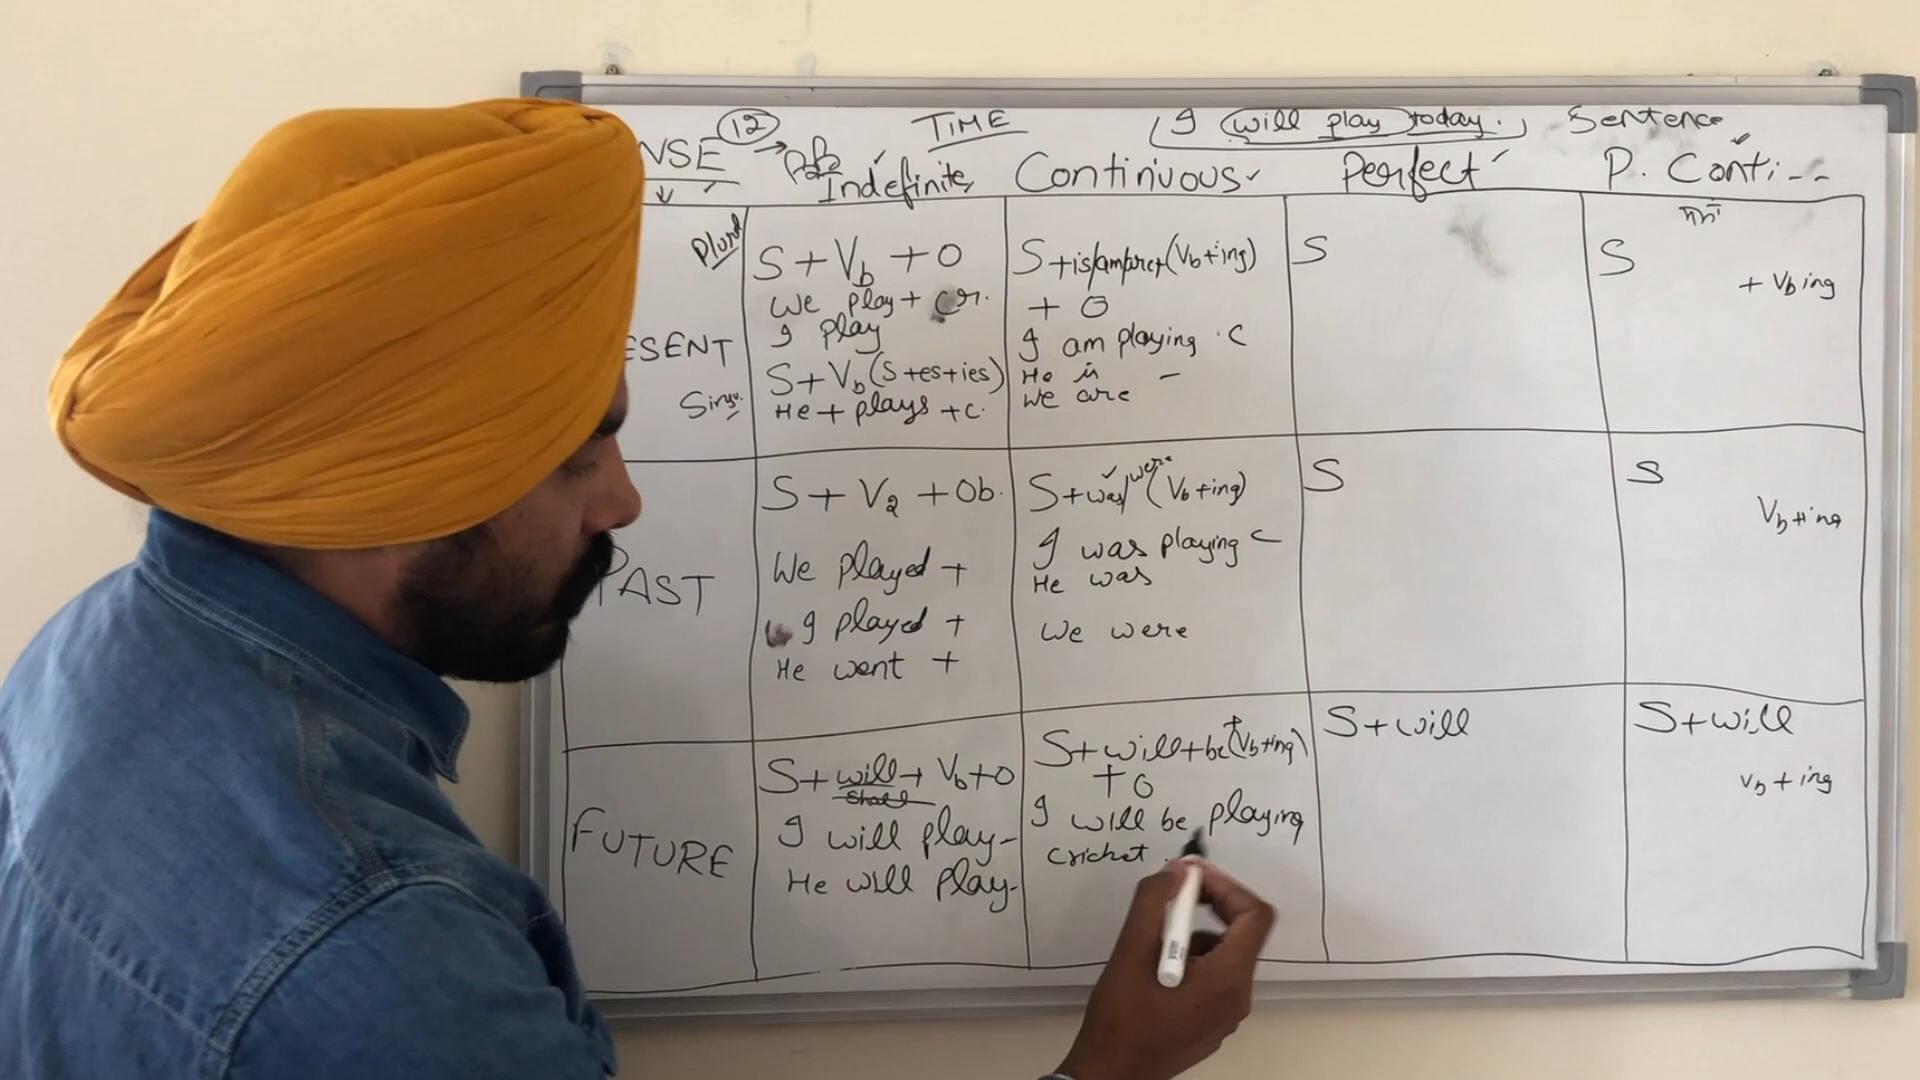 12 TIME I will play today. Sentence
NSE Indefinite Continuous Perfect P. Conti--
Plural
S+Vb+O
We play + cr.
I play
S+Vb(s+es+ies)
He + plays + c.
ESENT
Singu.
S+is/am/are+(Vb+ing)
+ O
I am playing C
He is -
We are
S
S
+ Vb ing
PAST
S + V2 + Ob.
We played +
I played +
He went +
S+was/were (Vb+ing)
I was playing C
He was
We were
S
S
Vb+ing
FUTURE
S+will+ Vb+O
shall
I will play-
He will play-
S+will+be+(Vb+ing)
+ O
I will be playing
cricket.
S+will
S+will
Vb + ing